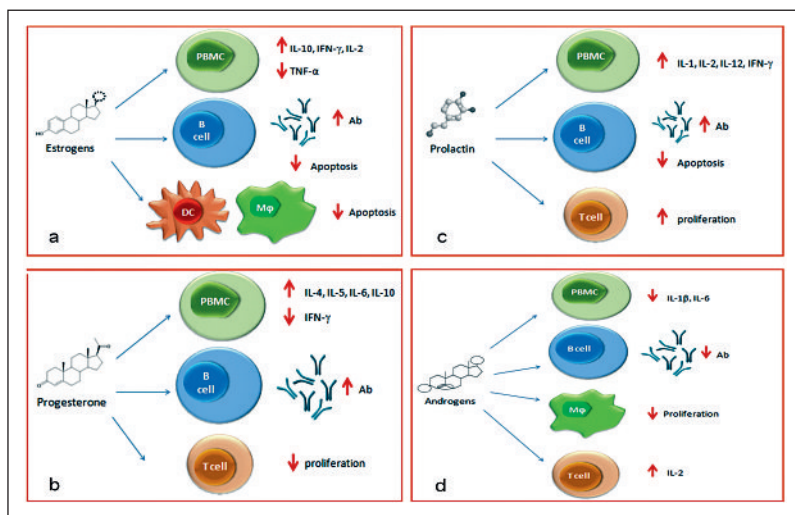 PBMC
IL-10, IFN-γ, IL-2
TNF-α
HO
Estrogens
B
cell
Ab
Apoptosis
DC
Mφ
Apoptosis
a
PBMC
IL-4, IL-5, IL-6, IL-10
IFN-γ
Progesterone
B
cell
Ab
T cell
proliferation
b
PBMC
IL-1, IL-2, IL-12, IFN-γ
Prolactin
B
cell
Ab
Apoptosis
T cell
proliferation
c
PBMC
IL-1β, IL-6
B cell
Ab
Androgens
Mφ
Proliferation
T cell
IL-2
d